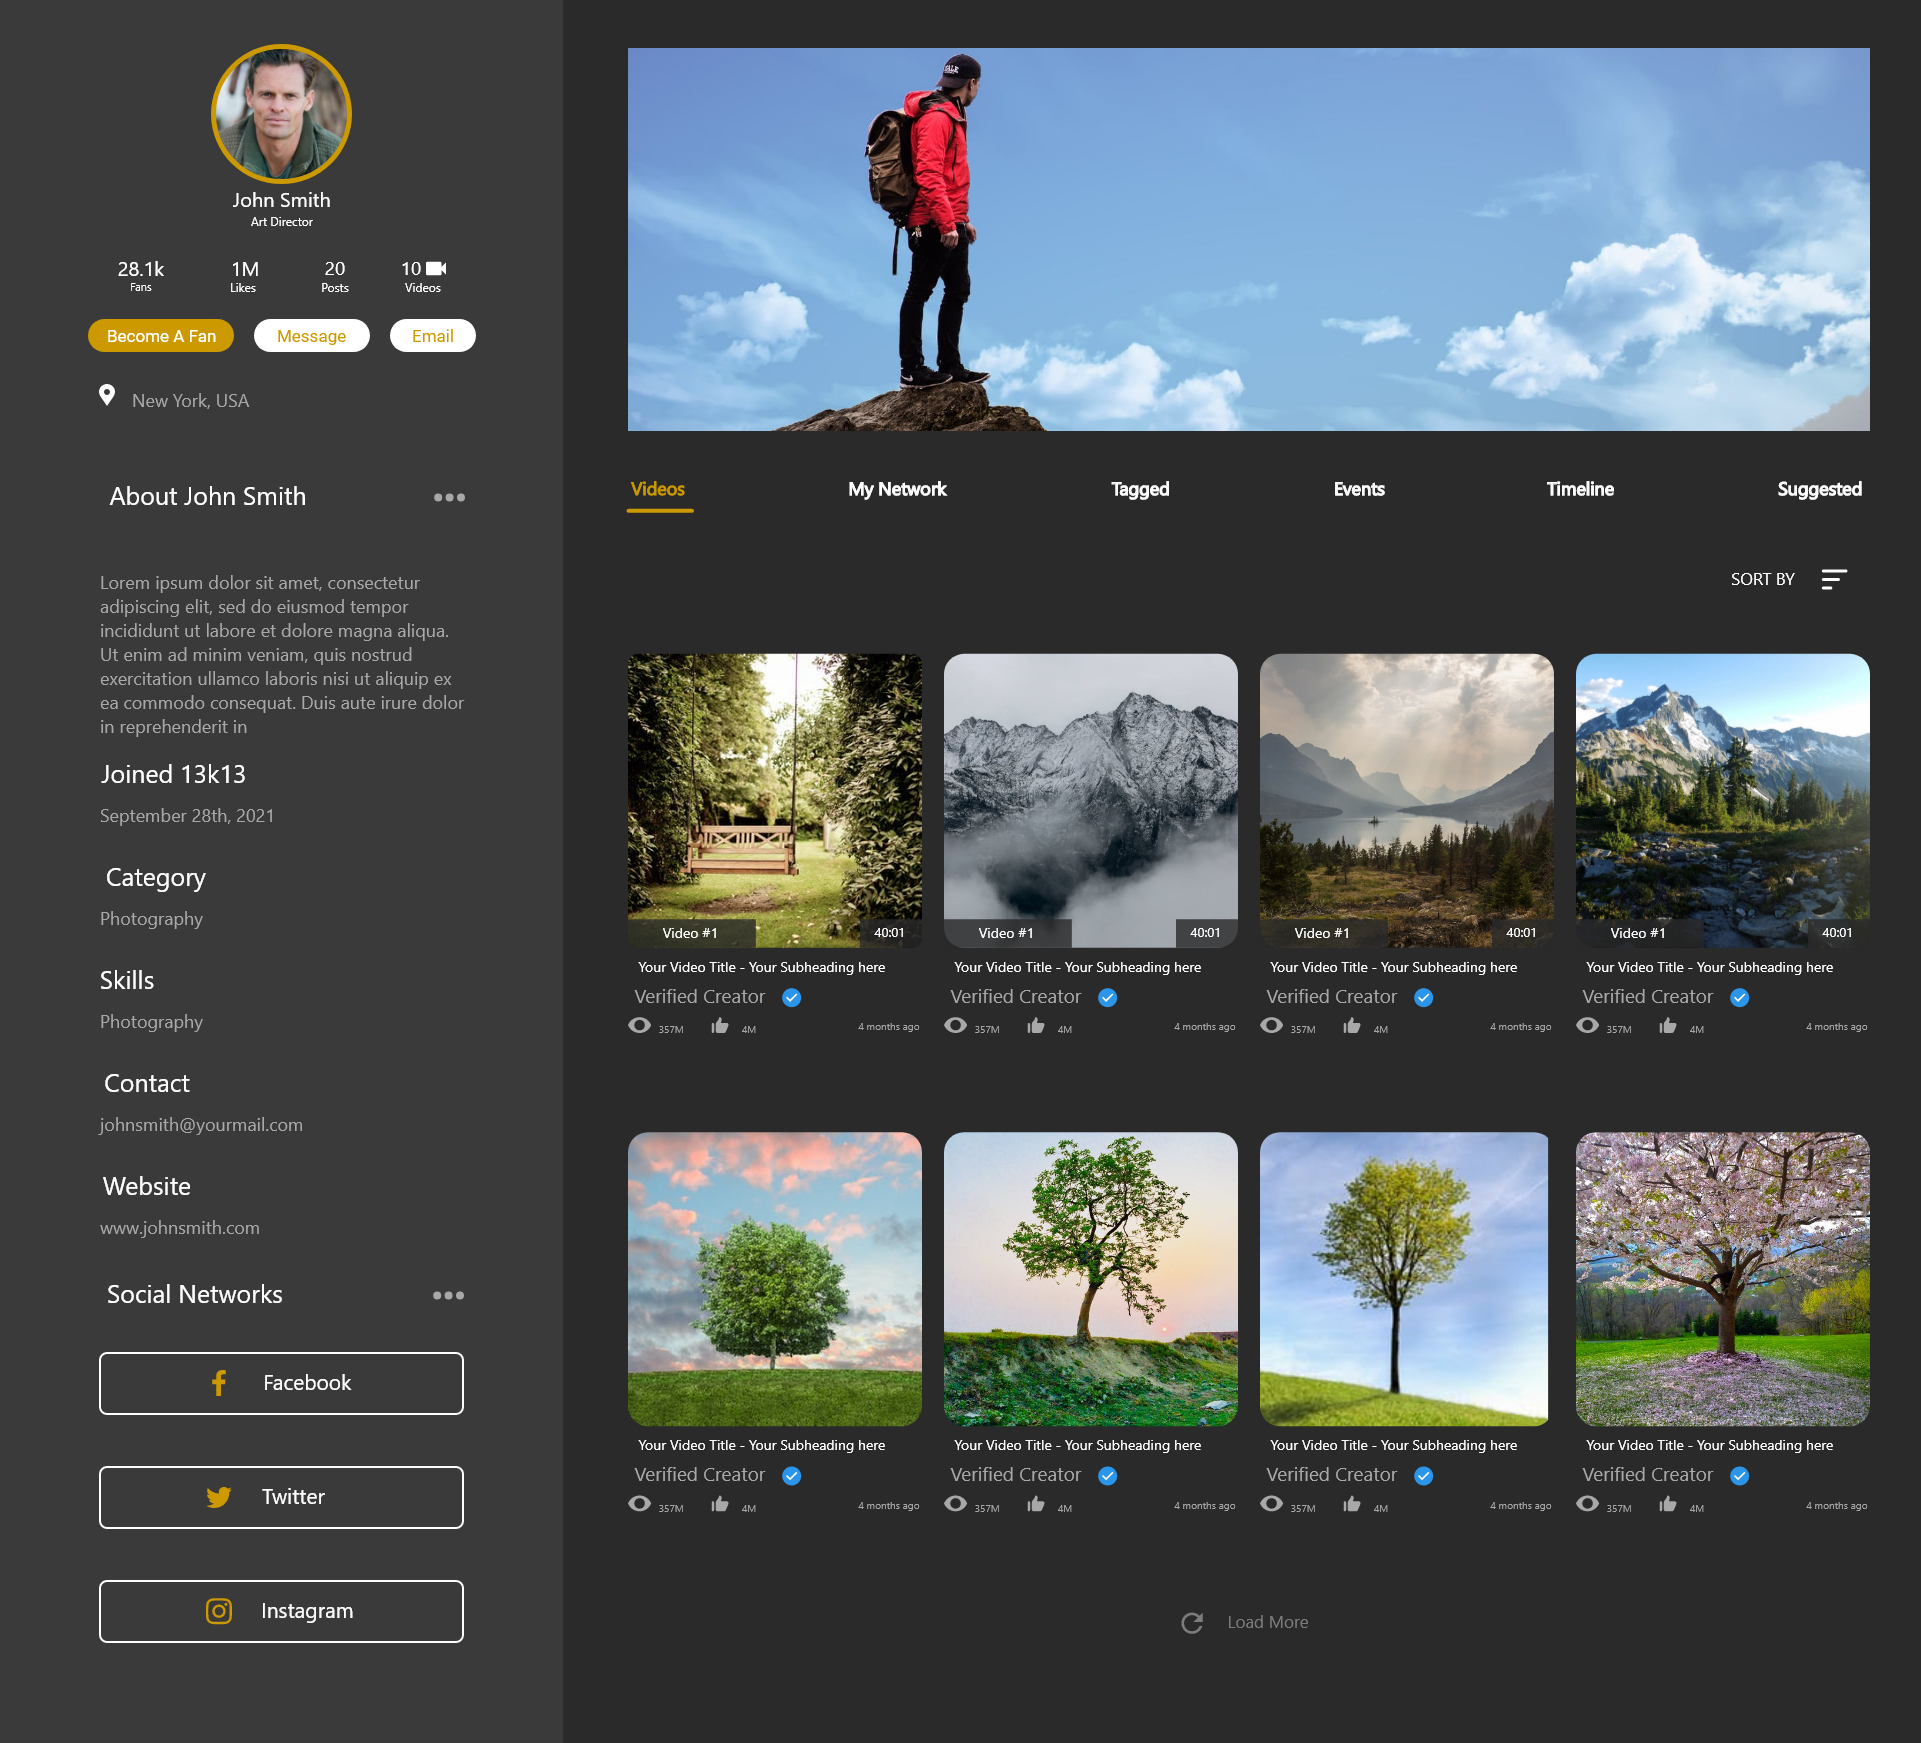 John Smith
Art Director
28.1k
Fans
1M
Likes
20
Posts
10
Videos
Become A Fan
Message
Email
New York, USA
About John Smith
Lorem ipsum dolor sit amet, consectetur
adipiscing elit, sed do eiusmod tempor
incididunt ut labore et dolore magna aliqua.
Ut enim ad minim veniam, quis nostrud
exercitation ullamco laboris nisi ut aliquip ex
ea commodo consequat. Duis aute irure dolor
in reprehenderit in
Joined 13k13
September 28th, 2021
Category
Photography
Skills
Photography
Contact
johnsmith@yourmail.com
Website
www.johnsmith.com
Social Networks
Facebook
Twitter
Instagram
Videos
My Network
Tagged
Events
Timeline
Suggested
SORT BY
Video #1
40:01
Your Video Title - Your Subheading here
Verified Creator
357M
4M
4 months ago
Video #1
40:01
Your Video Title - Your Subheading here
Verified Creator
357M
4M
4 months ago
Video #1
40:01
Your Video Title - Your Subheading here
Verified Creator
357M
4M
4 months ago
Video #1
40:01
Your Video Title - Your Subheading here
Verified Creator
357M
4M
4 months ago
Your Video Title - Your Subheading here
Verified Creator
357M
4M
4 months ago
Your Video Title - Your Subheading here
Verified Creator
357M
4M
4 months ago
Your Video Title - Your Subheading here
Verified Creator
357M
4M
4 months ago
Your Video Title - Your Subheading here
Verified Creator
357M
4M
4 months ago
Load More